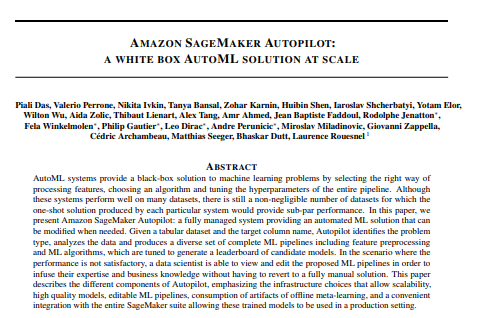 AMAZON SAGEMAKER AUTOPILOT:
A WHITE BOX AUTOML SOLUTION AT SCALE
Piali Das, Valerio Perrone, Nikita Ivkin, Tanya Bansal, Zohar Karnin, Huibin Shen, Iaroslav Shcherbatyi, Yotam Elor,
Wilton Wu, Aida Zolic, Thibaut Lienart, Alex Tang, Amr Ahmed, Jean Baptiste Faddoul, Rodolphe Jenatton*,
Fela Winkelmolen*, Philip Gautier*, Leo Dirac*, Andre Perunicic*, Miroslav Miladinovic, Giovanni Zappella,
Cédric Archambeau, Matthias Seeger, Bhaskar Dutt, Laurence Rouesnel 1
ABSTRACT
AutoML systems provide a black-box solution to machine learning problems by selecting the right way of
processing features, choosing an algorithm and tuning the hyperparameters of the entire pipeline. Although
these systems perform well on many datasets, there is still a non-negligible number of datasets for which the
one-shot solution produced by each particular system would provide sub-par performance. In this paper, we
present Amazon SageMaker Autopilot: a fully managed system providing an automated ML solution that can
be modified when needed. Given a tabular dataset and the target column name, Autopilot identifies the problem
type, analyzes the data and produces a diverse set of complete ML pipelines including feature preprocessing
and ML algorithms, which are tuned to generate a leaderboard of candidate models. In the scenario where the
performance is not satisfactory, a data scientist is able to view and edit the proposed ML pipelines in order to
infuse their expertise and business knowledge without having to revert to a fully manual solution. This paper
describes the different components of Autopilot, emphasizing the infrastructure choices that allow scalability,
high quality models, editable ML pipelines, consumption of artifacts of offline meta-learning, and a convenient
integration with the entire SageMaker suite allowing these trained models to be used in a production setting.